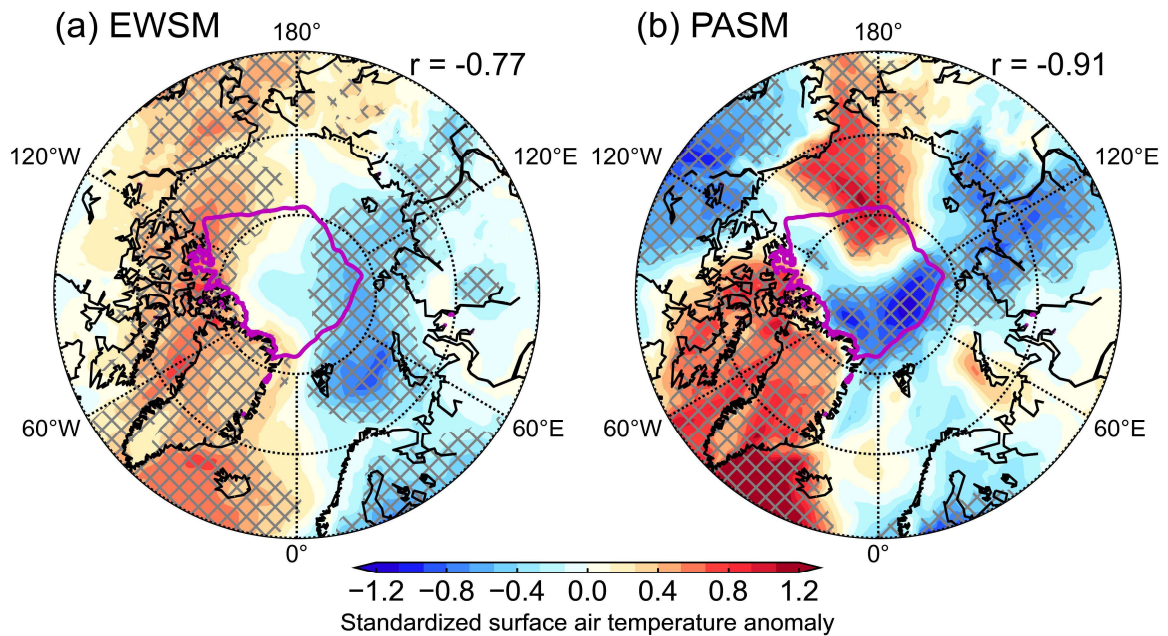 (a) EWSM
180°
r = -0.77
120°W
120°E
60°W
60°E
0°
(b) PASM
180°
r = -0.91
120°W
120°E
60°W
60°E
0°
−1.2 −0.8 −0.4 0.0 0.4 0.8 1.2
Standardized surface air temperature anomaly